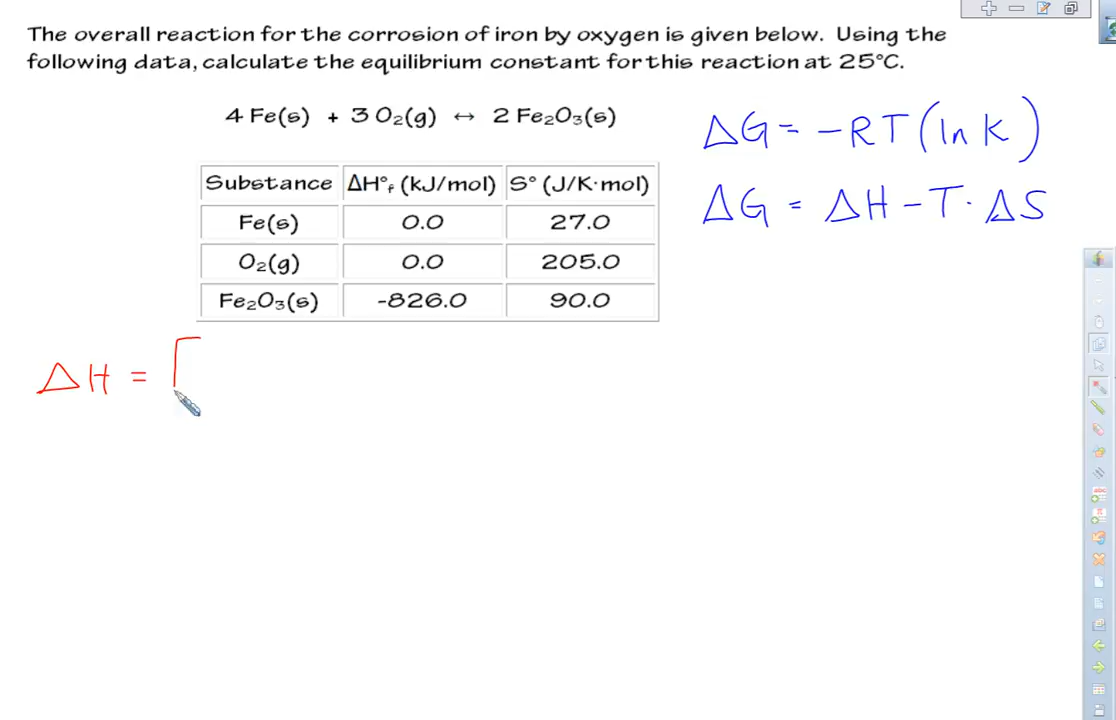 The overall reaction for the corrosion of iron by oxygen is given below. Using the
following data, calculate the equilibrium constant for this reaction at 25°C.
4 Fe(s) + 3 O₂(g) ↔ 2 Fe₂O₃(s)
ΔG = -RT(ln K)
Substance ΔH°f (kJ/mol) S° (J/K·mol)
ΔG = ΔH - T · ΔS
Fe(s) 0.0 27.0
O₂(g) 0.0 205.0
Fe₂O₃(s) -826.0 90.0
ΔH = [